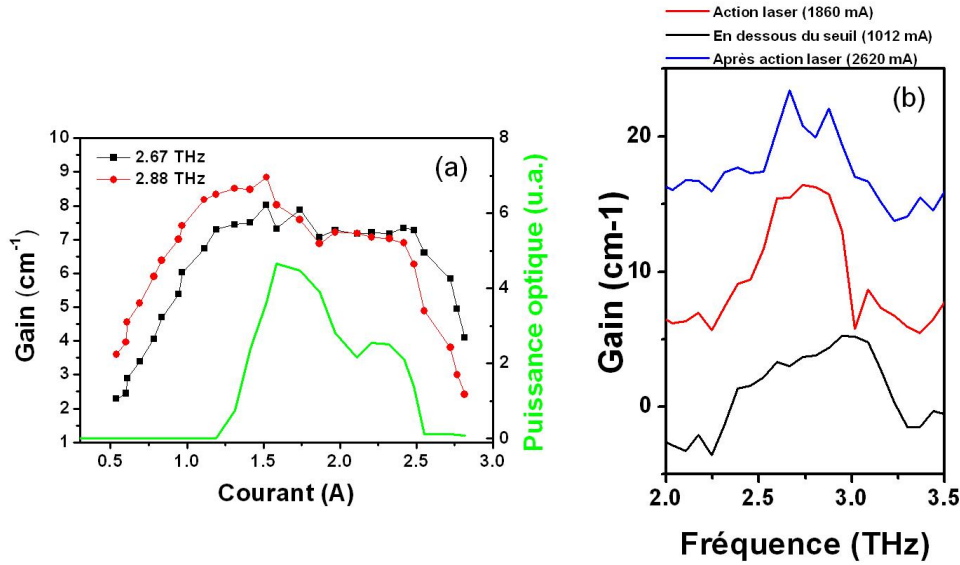 Action laser (1860 mA)
En dessous du seuil (1012 mA)
Après action laser (2620 mA)
(a)
2.67 THz
2.88 THz
Gain (cm-1)
10
9
8
7
6
5
4
3
2
1
0.5
1.0
1.5
2.0
2.5
3.0
Courant (A)
8
6
4
2
0
Puissance optique (u.a.)
(b)
Gain (cm-1)
20
10
0
2.0
2.5
3.0
3.5
Fréquence (THz)